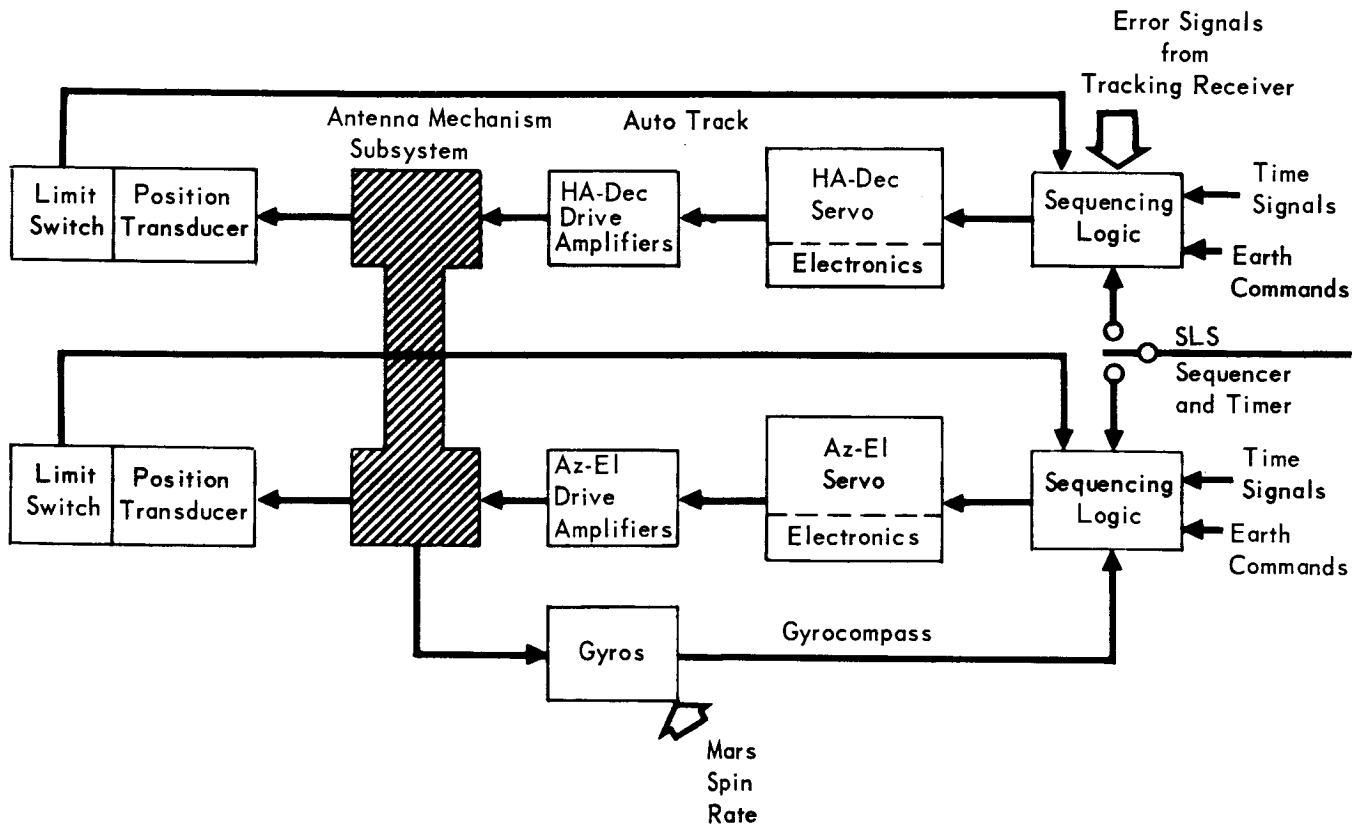 Error Signals
from
Tracking Receiver
Antenna Mechanism
Subsystem
Auto Track
Limit
Switch
Position
Transducer
HA-Dec
Drive
Amplifiers
HA-Dec
Servo
Electronics
Sequencing
Logic
Time
Signals
Earth
Commands
SLS
Sequencer
and Timer
Limit
Switch
Position
Transducer
Az-El
Drive
Amplifiers
Az-El
Servo
Electronics
Sequencing
Logic
Time
Signals
Earth
Commands
Gyros
Gyrocompass
Mars
Spin
Rate